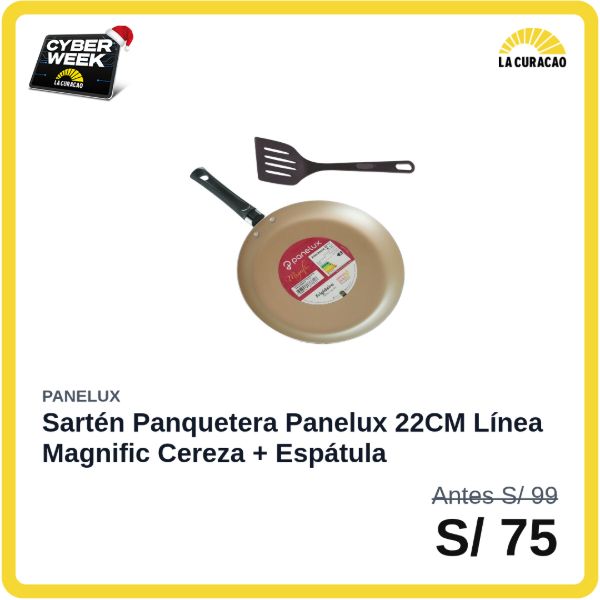 CYBER
WEEK
LA CURACAO
LA CURACAO
panelux
Magnific
PANELUX
Sartén Panquetera Panelux 22CM Línea
Magnific Cereza + Espátula
Antes S/ 99
S/ 75